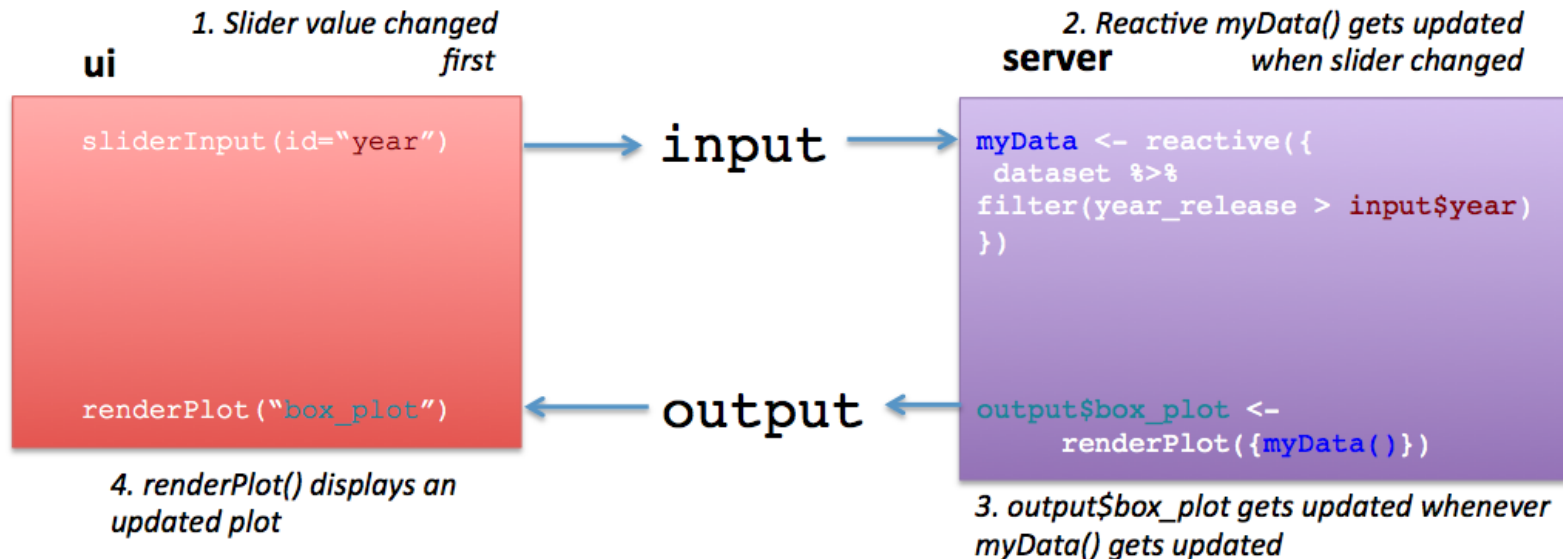 1. Slider value changed
first
ui
sliderInput(id=“year”)
renderPlot(“box_plot”)
4. renderPlot() displays an
updated plot
input
output
2. Reactive myData() gets updated
when slider changed
server
myData <- reactive({
dataset %>%
filter(year_release > input$year)
})
output$box_plot <-
renderPlot({myData()})
3. output$box_plot gets updated whenever
myData() gets updated